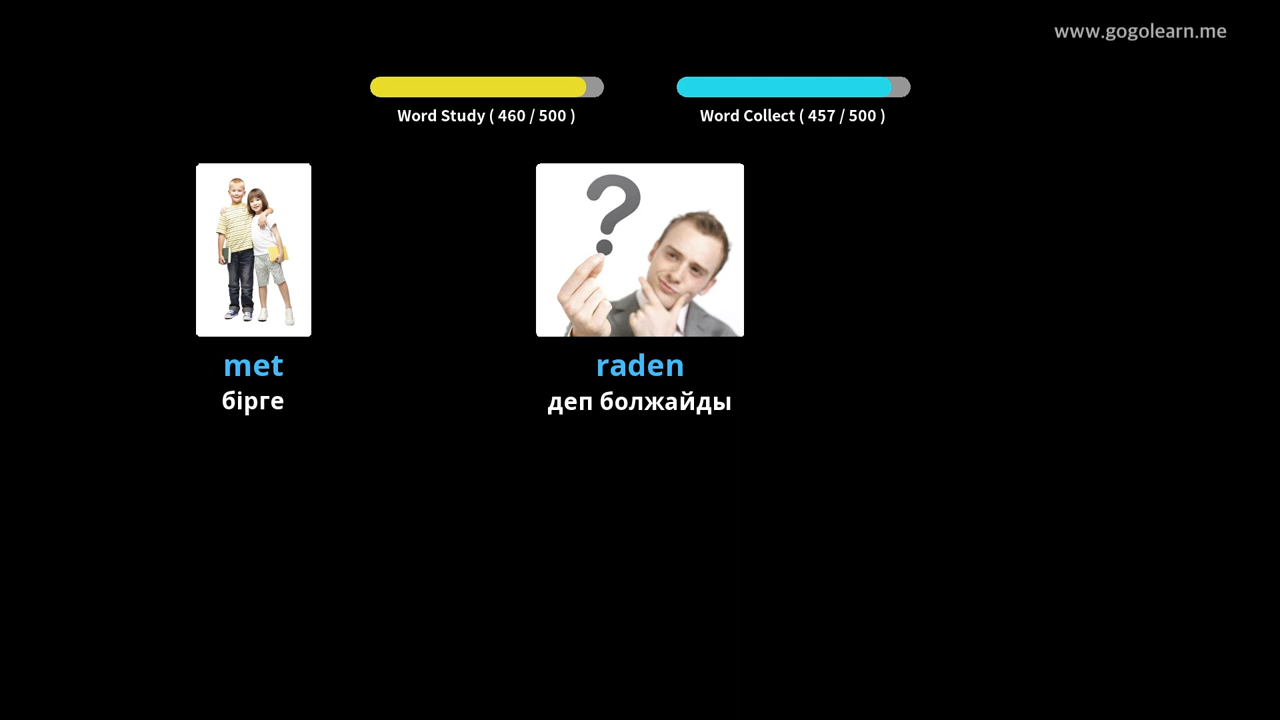 www.gogolearn.me
Word Study ( 460 / 500 )
Word Collect ( 457 / 500 )
met
бірге
raden
деп болжайды